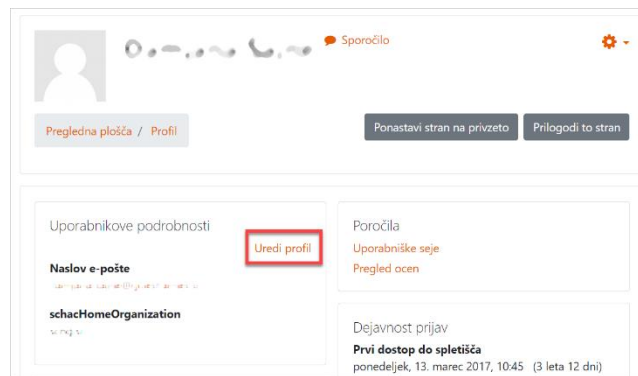 Sporočilo
Pregledna plošča / Profil
Ponastavi stran na privzeto
Prilogodi to stran
Uporabnikove podrobnosti
Uredi profil
Naslov e-pošte
schacHomeOrganization
Poročila
Uporabniške seje
Pregled ocen
Dejavnost prijav
Prvi dostop do spletišča
ponedeljek, 13. marec 2017, 10:45 (3 leta 12 dni)